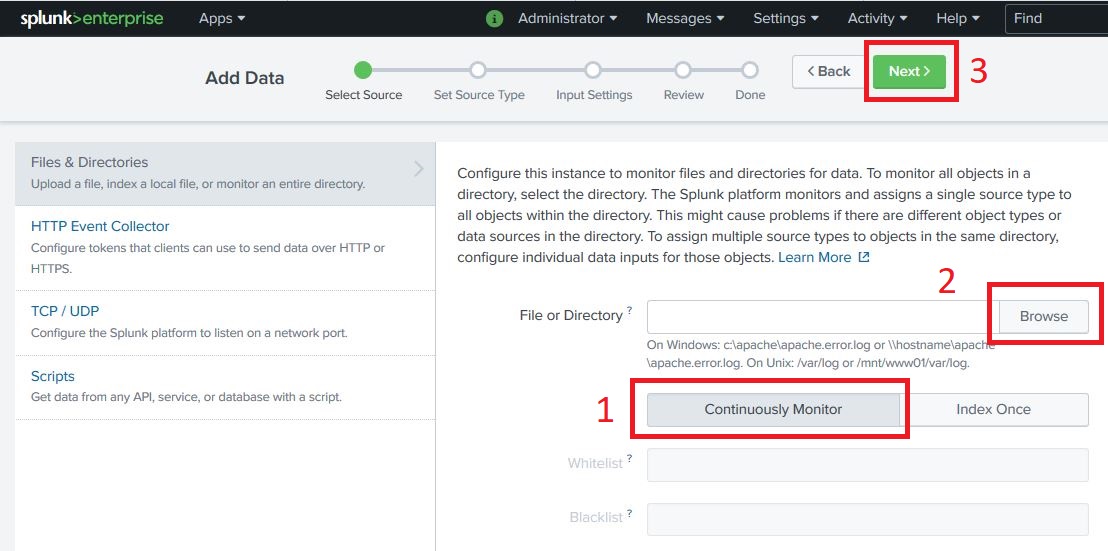 splunk>enterprise Apps ▾ i Administrator ▾ Messages ▾ Settings ▾ Activity ▾ Help ▾ Find
Add Data
Select Source Set Source Type Input Settings Review Done
< Back Next > 3
Files & Directories
Upload a file, index a local file, or monitor an entire directory.
HTTP Event Collector
Configure tokens that clients can use to send data over HTTP or
HTTPS.
TCP / UDP
Configure the Splunk platform to listen on a network port.
Scripts
Get data from any API, service, or database with a script.
Configure this instance to monitor files and directories for data. To monitor all objects in a
directory, select the directory. The Splunk platform monitors and assigns a single source type to
all objects within the directory. This might cause problems if there are different object types or
data sources in the directory. To assign multiple source types to objects in the same directory,
configure individual data inputs for those objects. Learn More
2
File or Directory ? Browse
On Windows: c:\apache\apache.error.log or \\hostname\apache
\apache.error.log. On Unix: /var/log or /mnt/www01/var/log.
1 Continuously Monitor Index Once
Whitelist ?
Blacklist ?